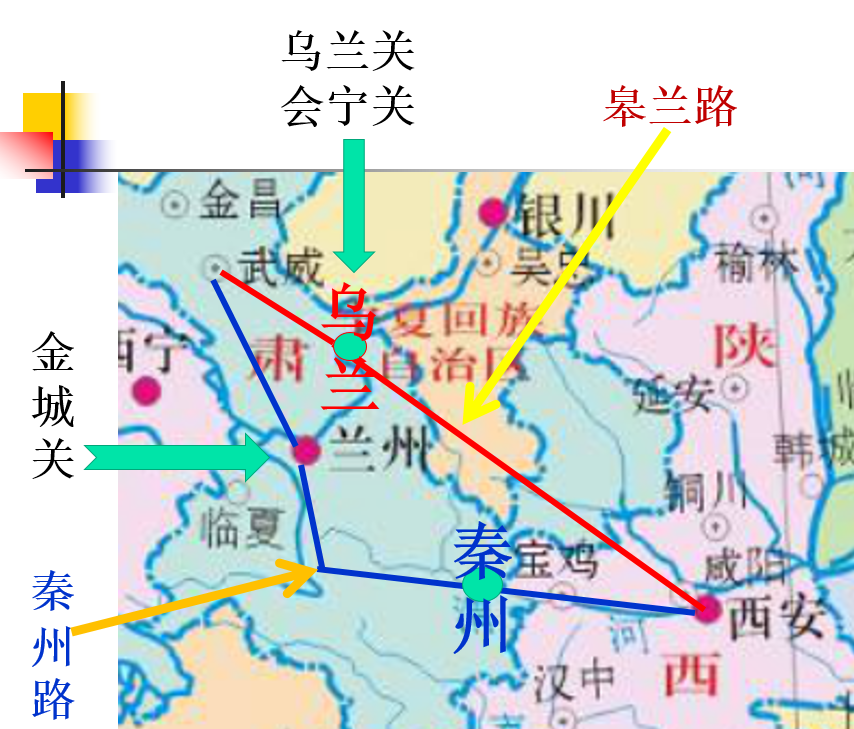 乌兰关
会宁关
皋兰路
金昌
银川
武威
吴忠
榆林
乌兰
夏回族
自治区
肃
陕
西宁
金城关
延安
兰州
韩城
临夏
铜川
秦州
宝鸡
咸阳
秦州路
西安
河
西
汉中